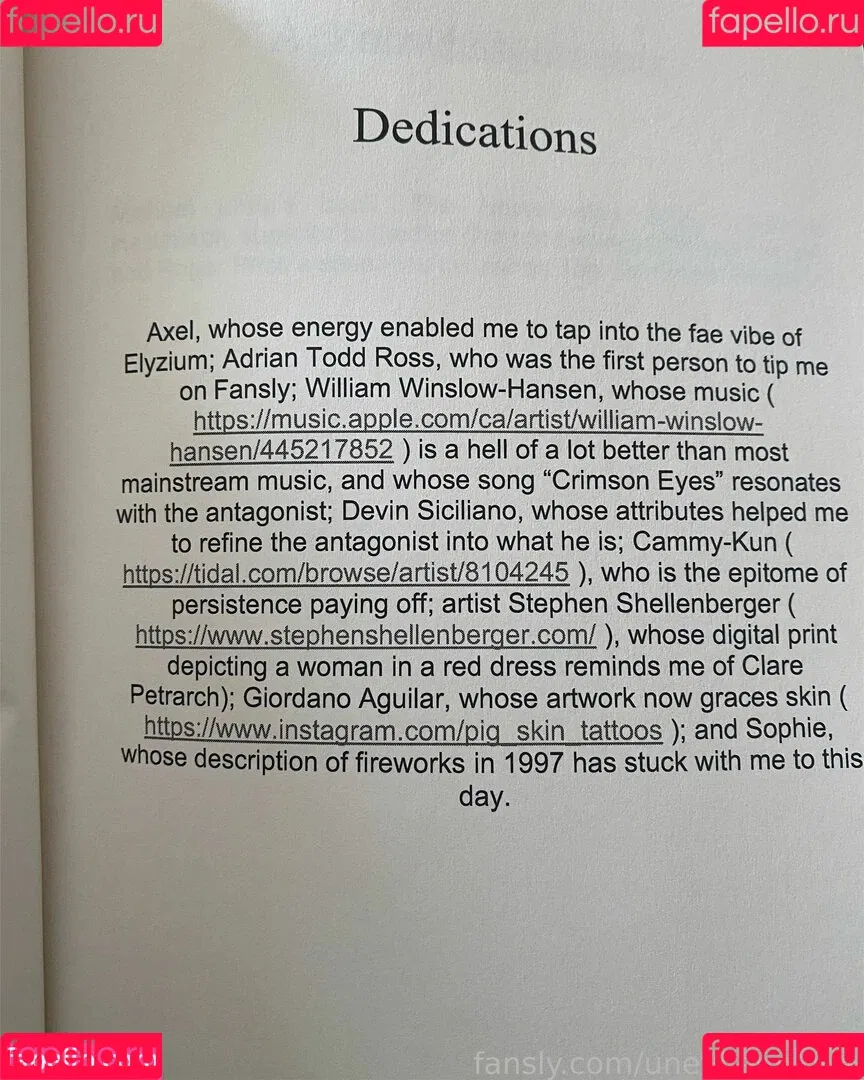 fapello.ru fapello.ru
Dedications
Axel, whose energy enabled me to tap into the fae vibe of
Elyzium; Adrian Todd Ross, who was the first person to tip me
on Fansly; William Winslow-Hansen, whose music (
https://music.apple.com/ca/artist/william-winslow-
hansen/445217852 ) is a hell of a lot better than most
mainstream music, and whose song “Crimson Eyes” resonates
with the antagonist; Devin Siciliano, whose attributes helped me
to refine the antagonist into what he is; Cammy-Kun (
https://tidal.com/browse/artist/8104245 ), who is the epitome of
persistence paying off; artist Stephen Shellenberger (
https://www.stephenshellenberger.com/ ), whose digital print
depicting a woman in a red dress reminds me of Clare
Petrarch); Giordano Aguilar, whose artwork now graces skin (
https://www.instagram.com/pig_skin_tattoos ); and Sophie,
whose description of fireworks in 1997 has stuck with me to this
day.
fapello.ru
fansly.com/une